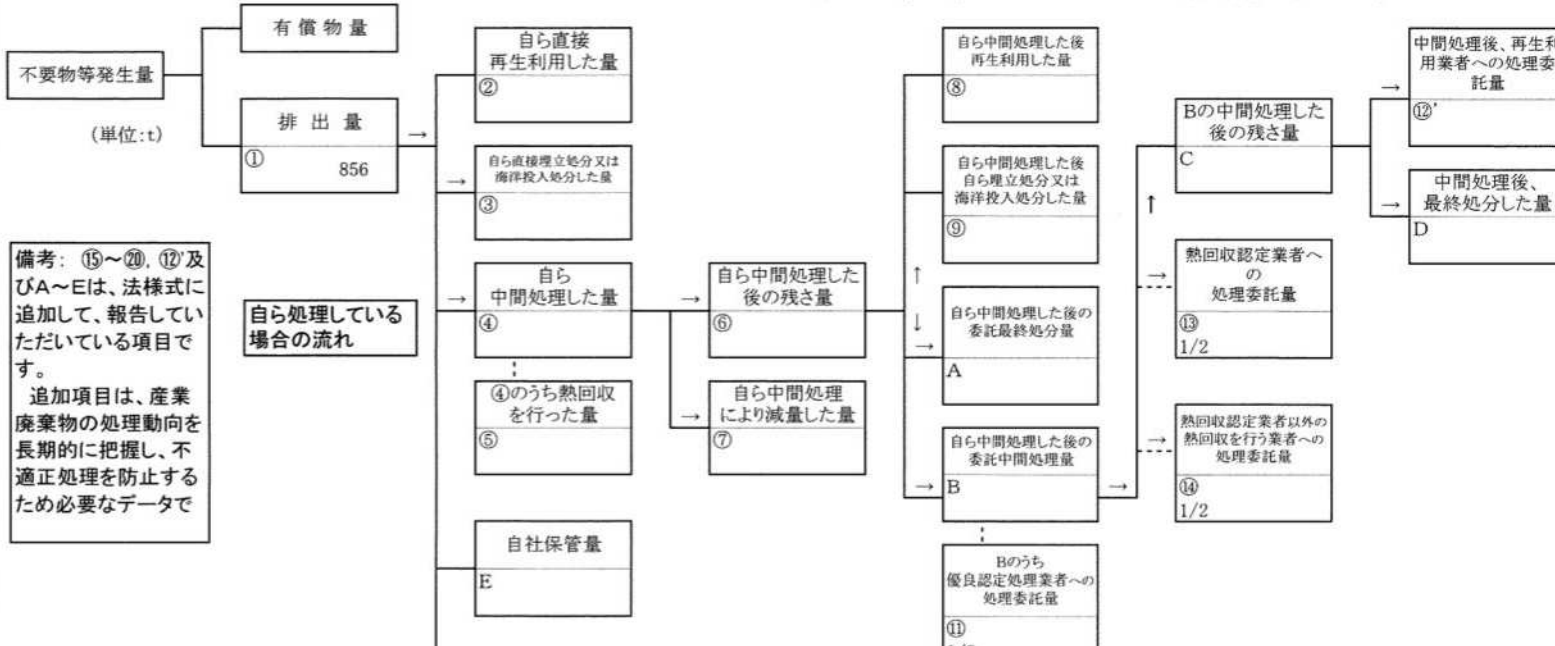 有 償 物 量
不要物等発生量
(単位:t)
排 出 量
①
856
→
備考: ⑮～⑳, ⑫'及
びA～Eは、法様式に
追加して、報告してい
ただいている項目で
す。
追加項目は、産業
廃棄物の処理動向を
長期的に把握し、不
適正処理を防止する
ため必要なデータで
自ら処理している
場合の流れ
自ら直接
再生利用した量
②
→
自ら直接埋立処分又は
海洋投入処分した量
③
→
自ら
中間処理した量
④
④のうち熱回収
を行った量
⑤
自社保管量
E
→
自ら中間処理した
後の残さ量
⑥
→
自ら中間処理
により減量した量
⑦
自ら中間処理した後
再生利用した量
⑧
自ら中間処理した後
自ら埋立処分又は
海洋投入処分した量
⑨
↑
↓
→
自ら中間処理した後の
委託最終処分量
A
→
自ら中間処理した後の
委託中間処理量
B
Bのうち
優良認定処理業者への
処理委託量
⑪
→
↑
Bの中間処理した
後の残さ量
C
→
熱回収認定業者へ
の
処理委託量
⑬
1/2
→
熱回収認定業者以外の
熱回収を行う業者への
処理委託量
⑭
1/2
→
中間処理後、再生利
用業者への処理委
託量
⑫'
→
中間処理後、
最終処分した量
D